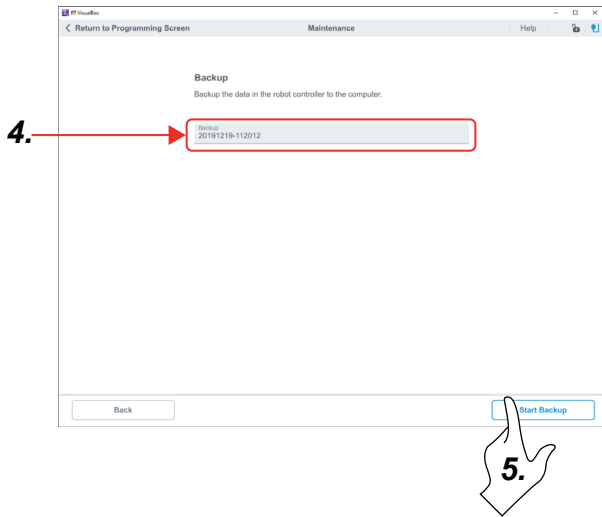 RT VisualBox
Return to Programming Screen
Maintenance
Help
Backup
Backup the data in the robot controller to the computer.
4.
Backup
20191219-112012
Back
Start Backup
5.